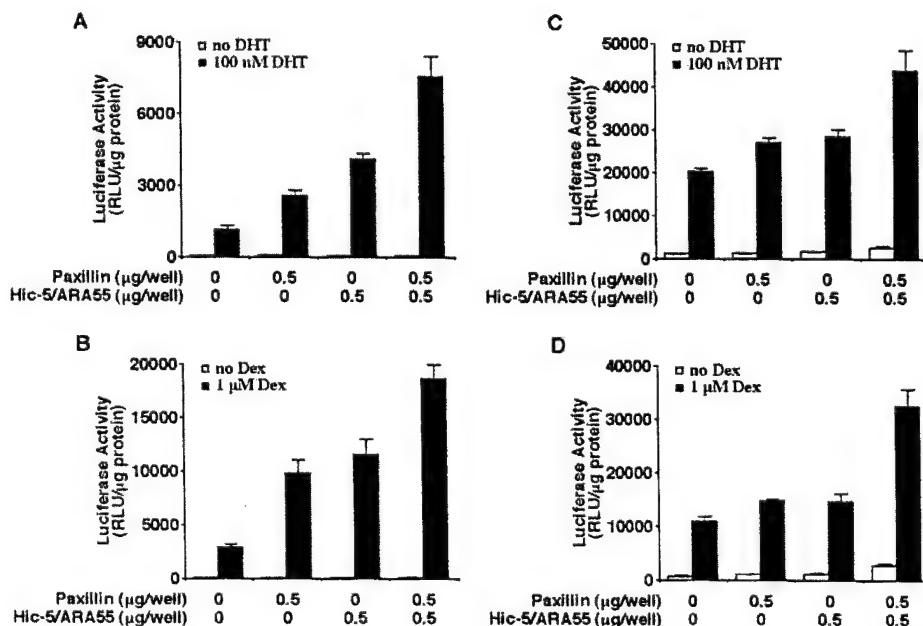 A
Luciferase Activity
(RLU/µg protein)
9000
6000
3000
0
no DHT
100 nM DHT
Paxillin (µg/well) 0 0.5 0 0.5
Hic-5/ARA55 (µg/well) 0 0 0.5 0.5
C
Luciferase Activity
(RLU/µg protein)
50000
40000
30000
20000
10000
0
no DHT
100 nM DHT
Paxillin (µg/well) 0 0.5 0 0.5
Hic-5/ARA55 (µg/well) 0 0 0.5 0.5
B
Luciferase Activity
(RLU/µg protein)
20000
15000
10000
5000
0
no Dex
1 µM Dex
Paxillin (µg/well) 0 0.5 0 0.5
Hic-5/ARA55 (µg/well) 0 0 0.5 0.5
D
Luciferase Activity
(RLU/µg protein)
40000
30000
20000
10000
0
no Dex
1 µM Dex
Paxillin (µg/well) 0 0.5 0 0.5
Hic-5/ARA55 (µg/well) 0 0 0.5 0.5